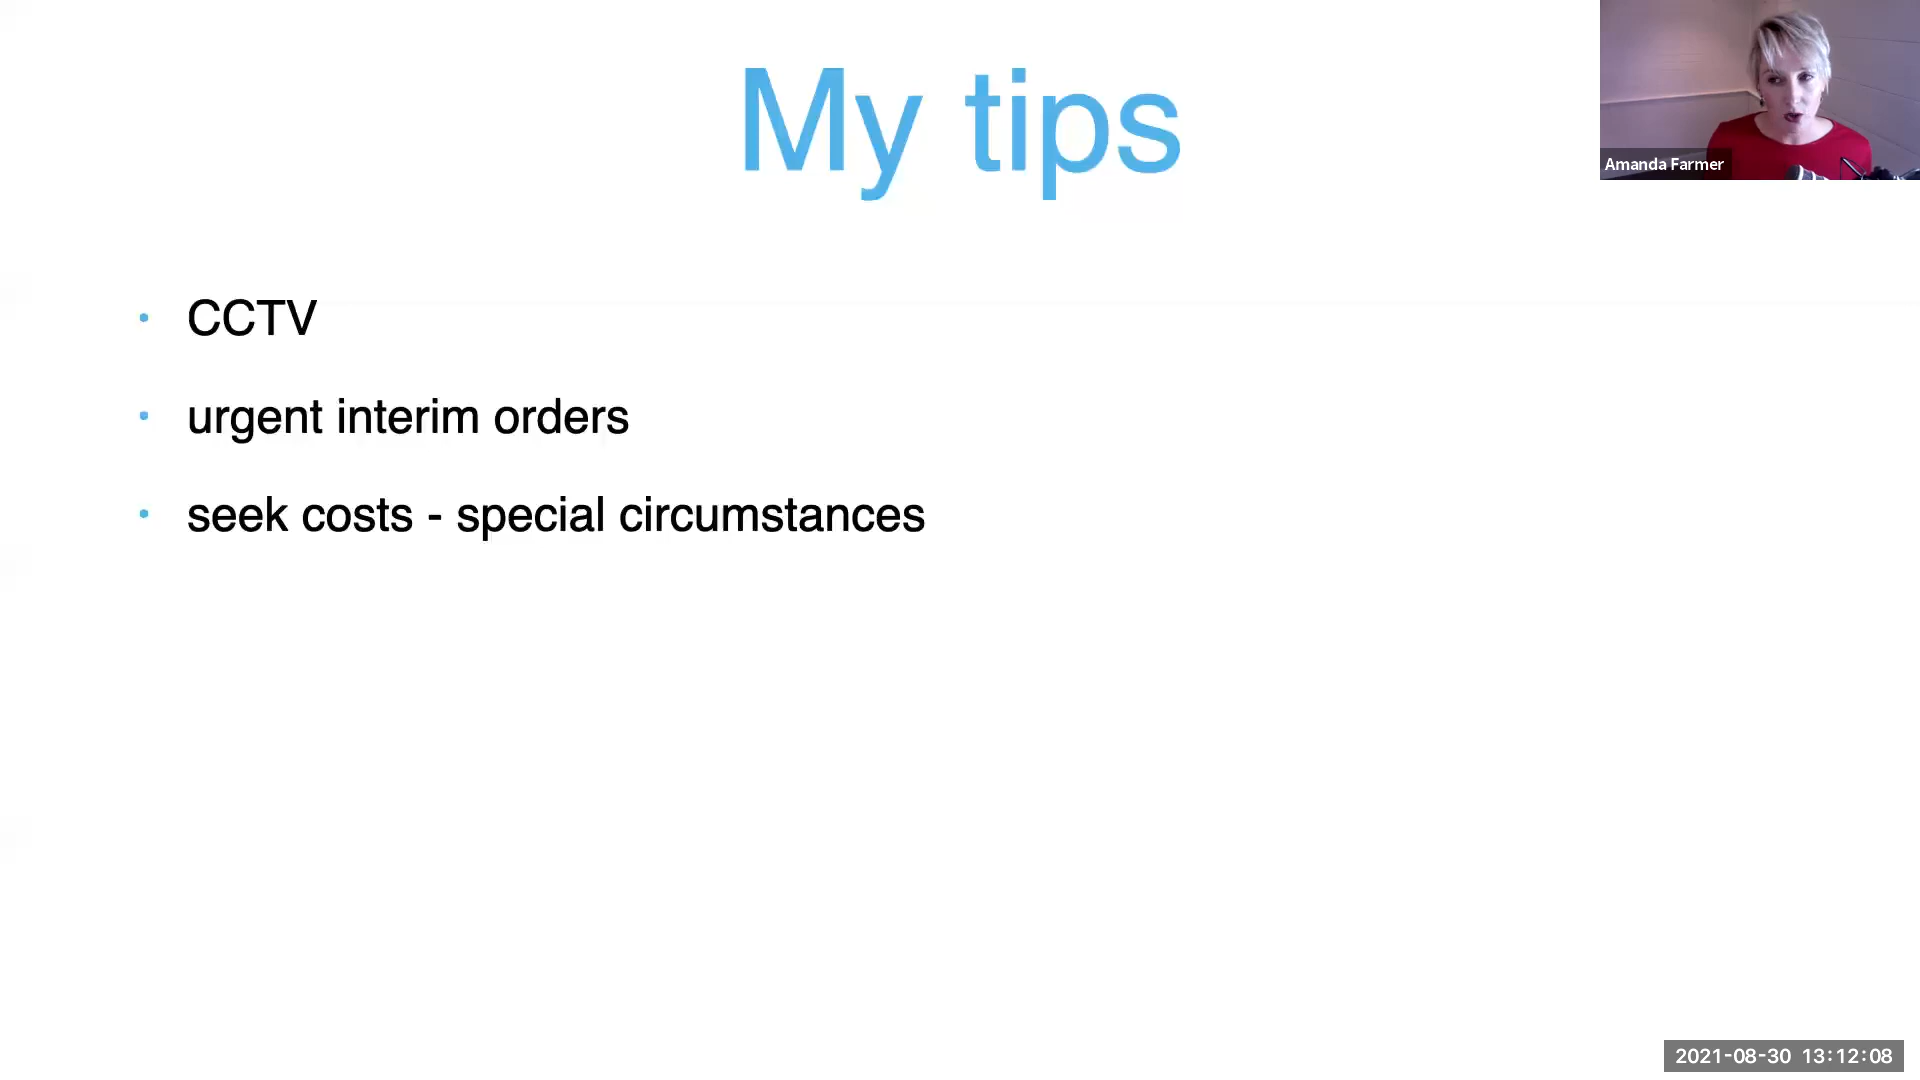 My tips
Amanda Farmer
• CCTV
• urgent interim orders
• seek costs - special circumstances
2021-08-30 13:12:08